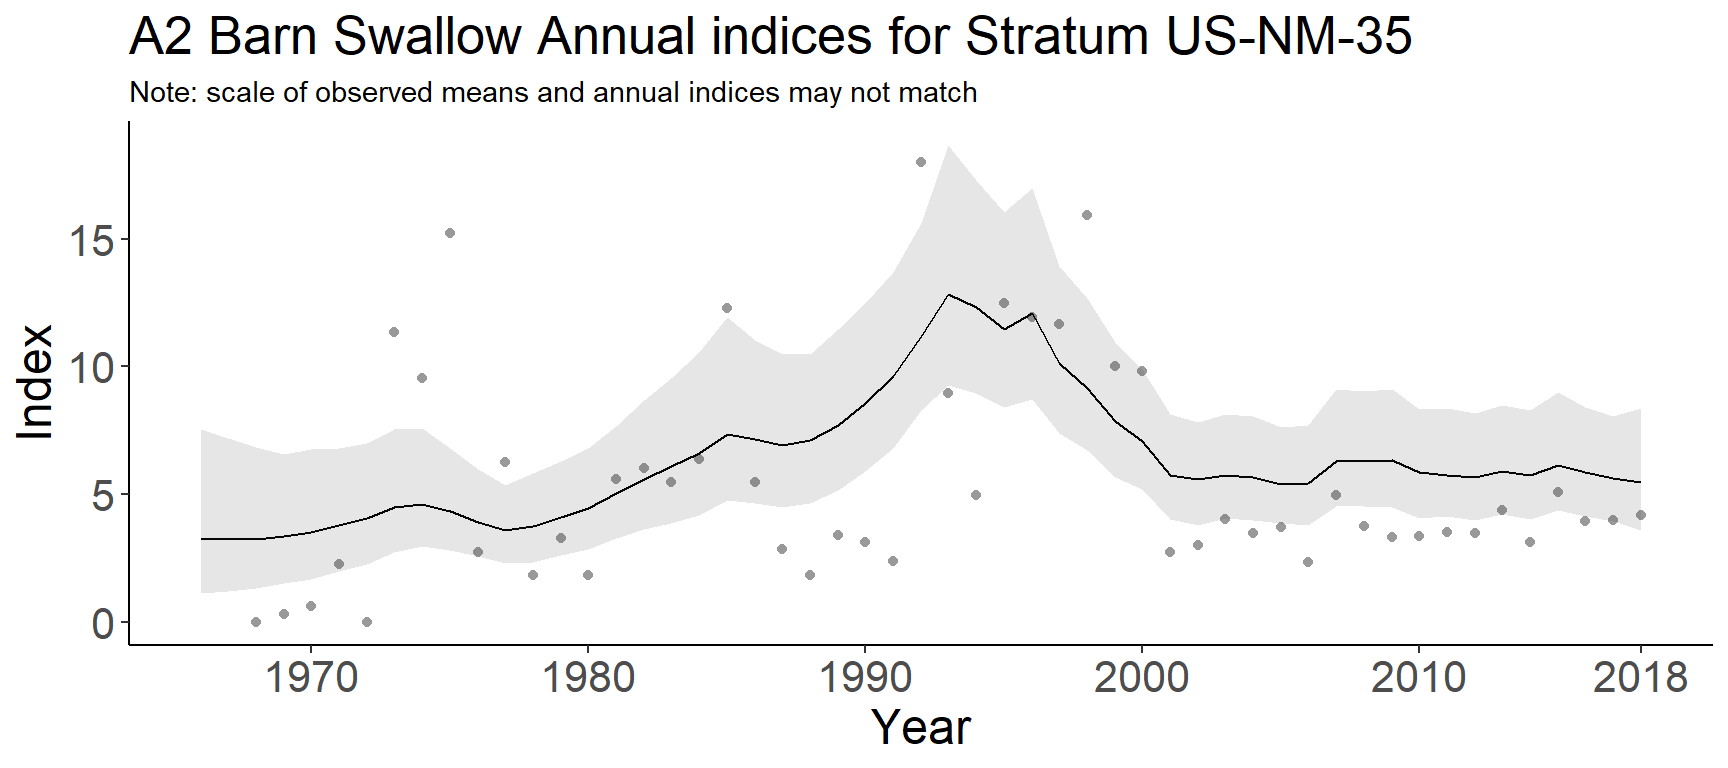 A2 Barn Swallow Annual indices for Stratum US-NM-35
Note: scale of observed means and annual indices may not match
Index
15
10
5
0
1970 1980 1990 2000 2010 2018
Year